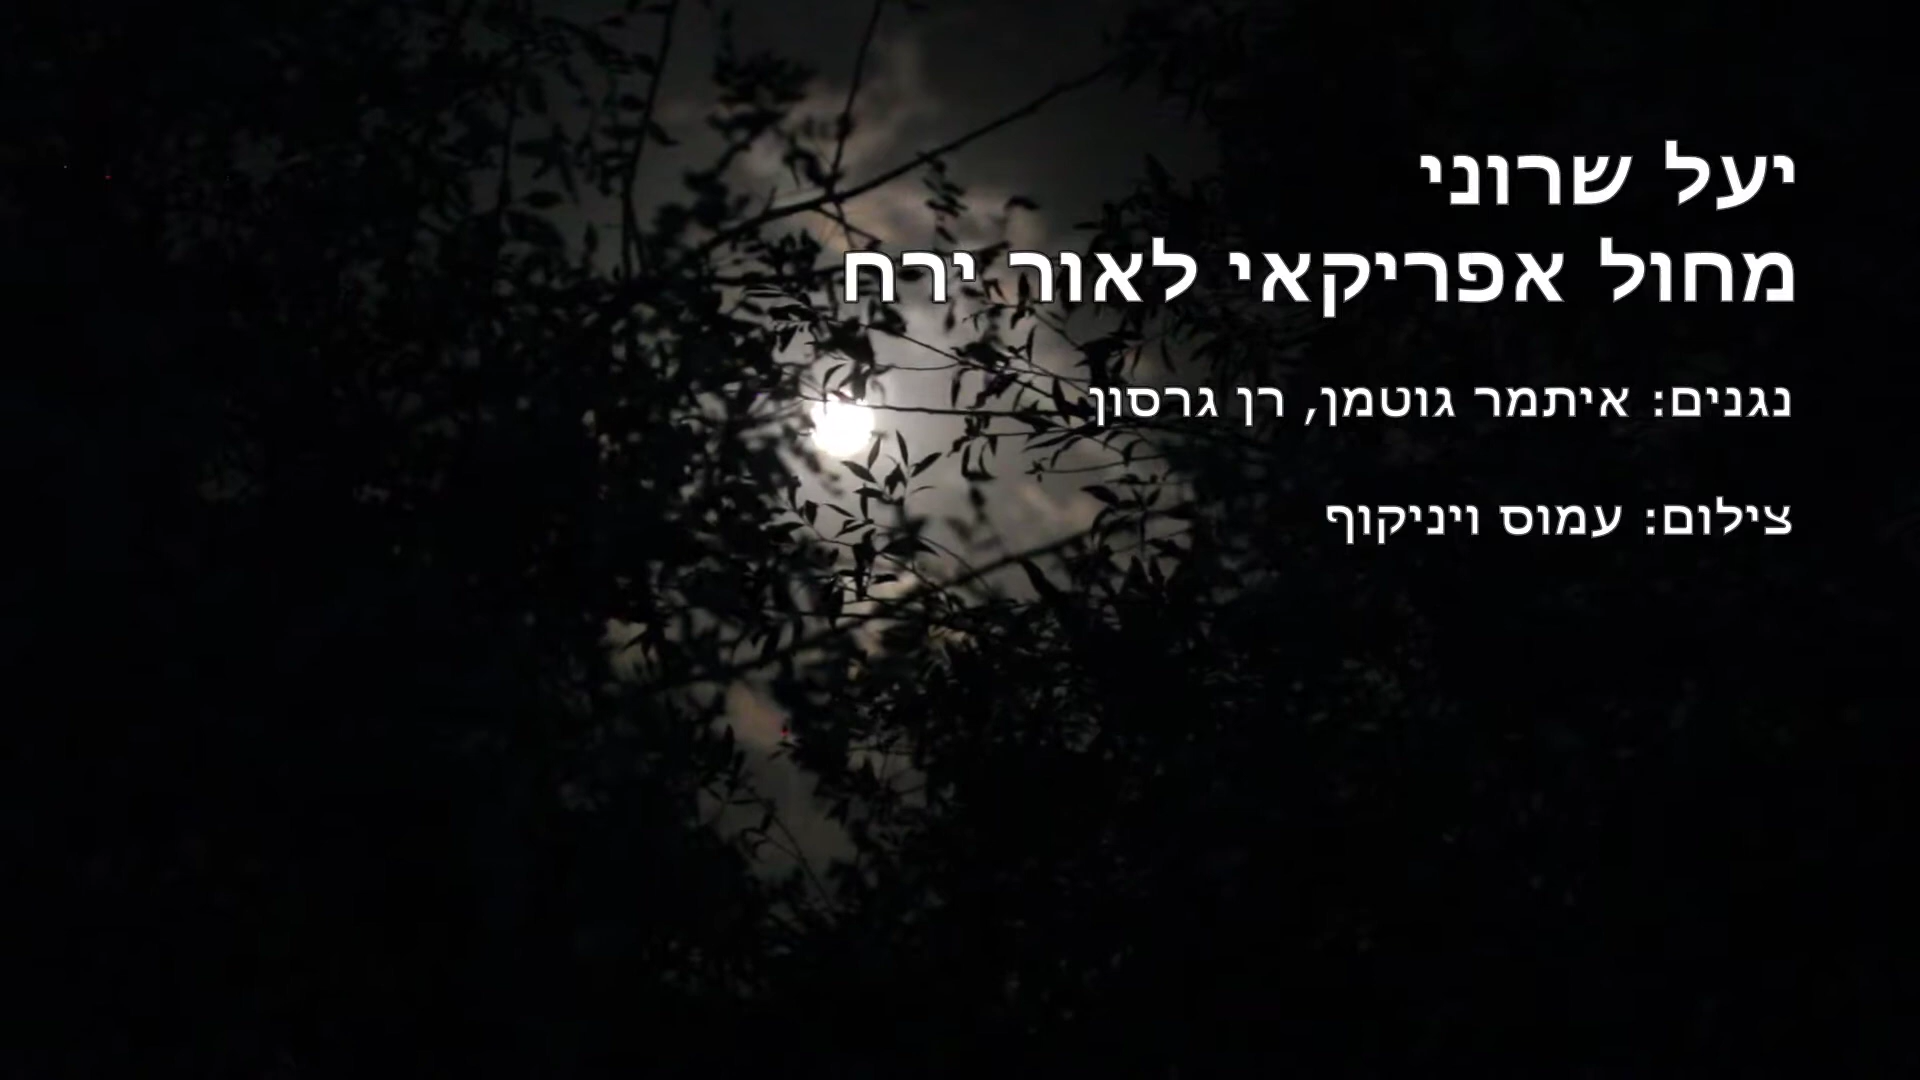 יעל שרוני
מחול אפריקאי לאור ירח
נגנים: איתמר גוטמן, רן גרסון
צילום: עמוס ויניקוף